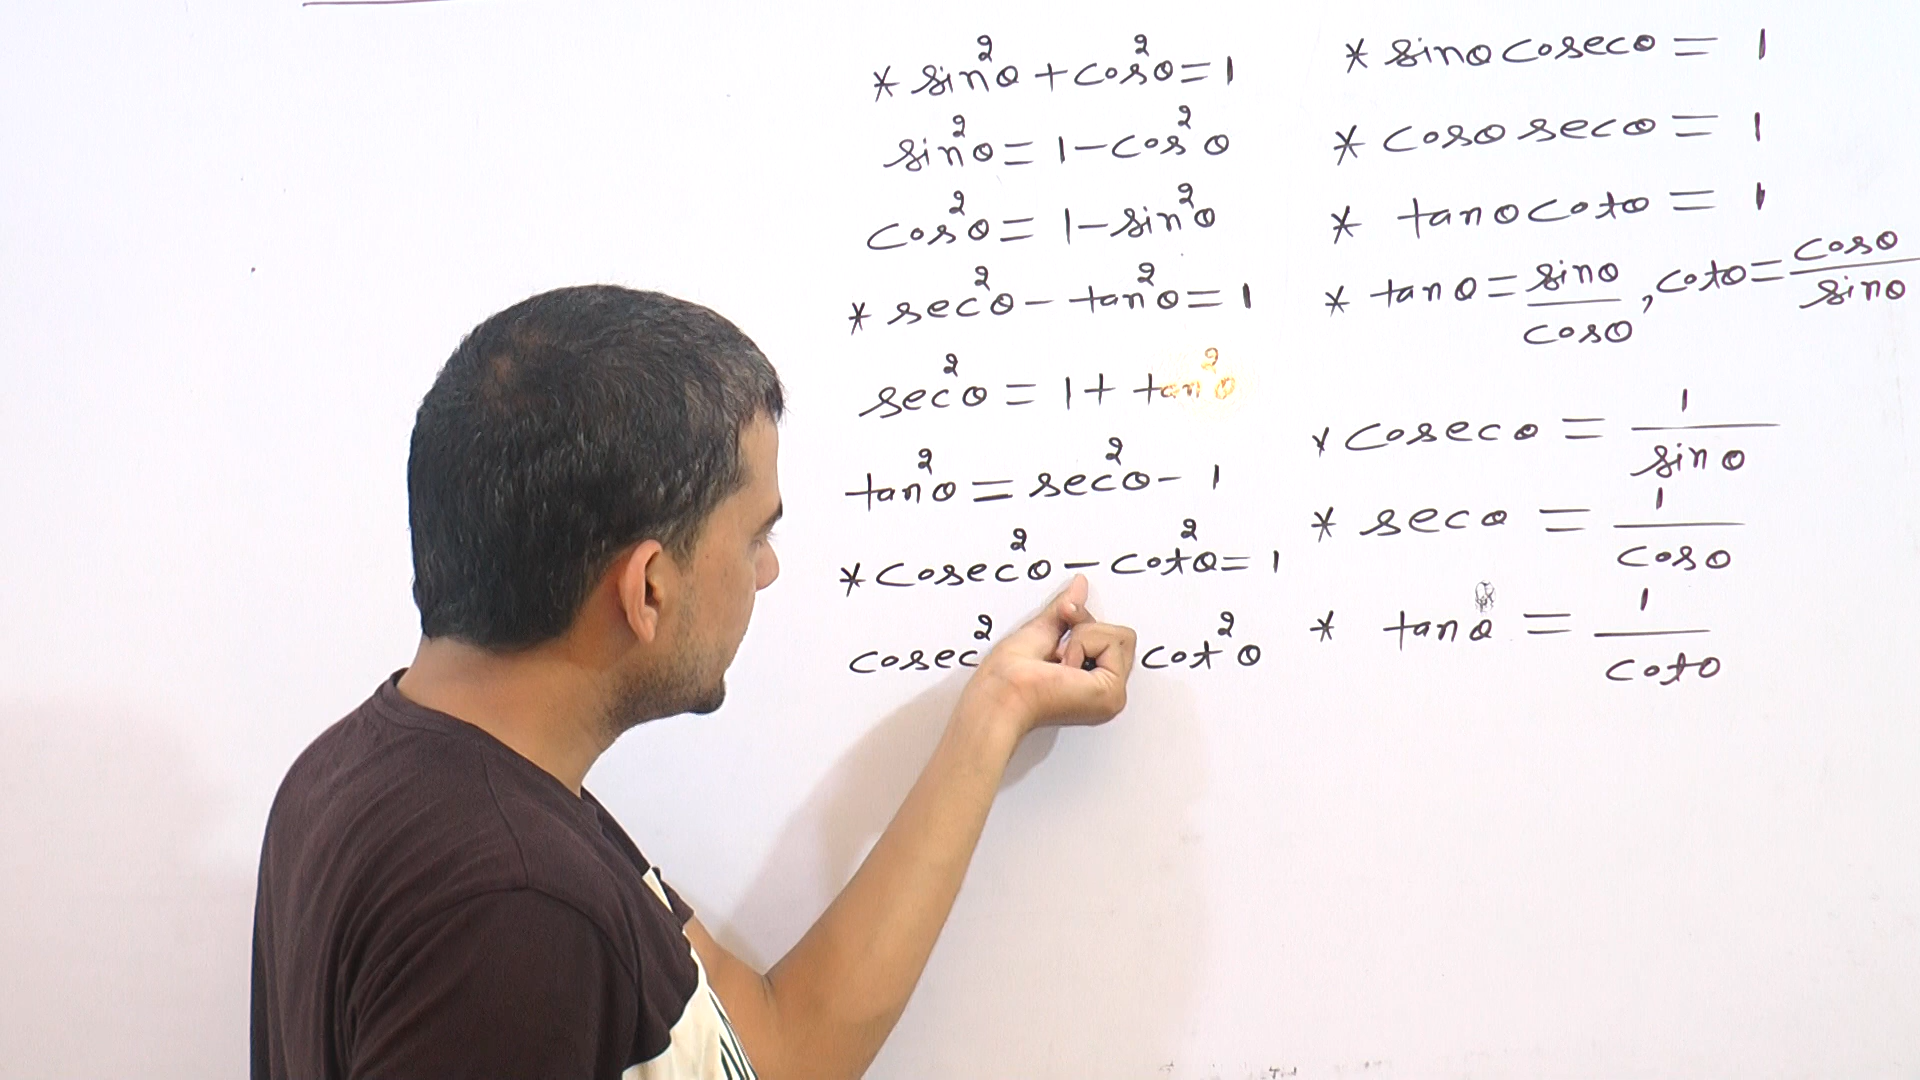 * sin²θ + cos²θ = 1
sin²θ = 1 - cos²θ
cos²θ = 1 - sin²θ
* sec²θ - tan²θ = 1
sec²θ = 1 + tan²θ
tan²θ = sec²θ - 1
* cosec²θ - cot²θ = 1
cosec² cot²θ
* sinθ cosecθ = 1
* cosθ secθ = 1
* tanθ cotθ = 1
* tanθ = sinθ/cosθ, cotθ = cosθ/sinθ
* cosecθ = 1/sinθ
* secθ = 1/cosθ
* tanθ = 1/cotθ